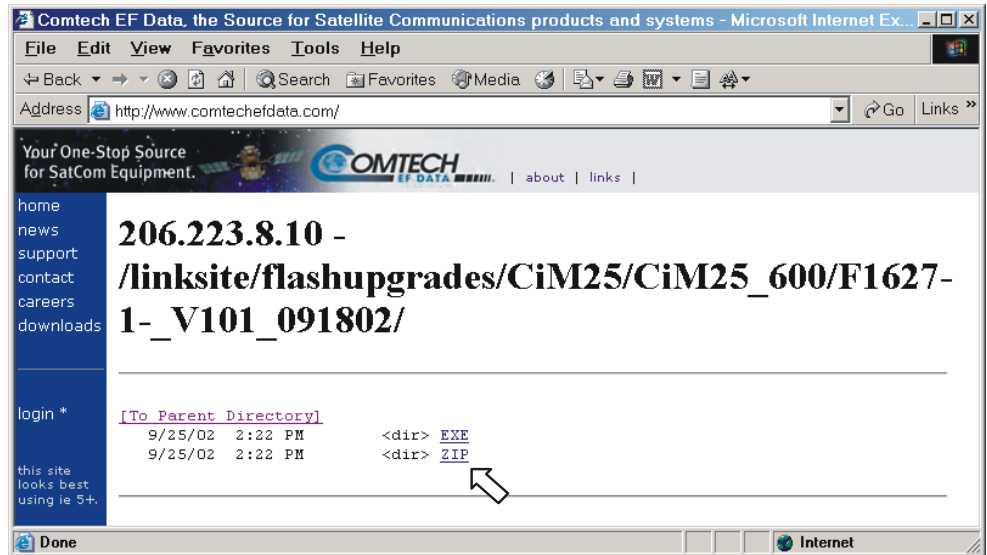 Comtech EF Data, the Source for Satellite Communications products and systems - Microsoft Internet Ex...
File Edit View Favorites Tools Help
Back Search Favorites Media
Address http://www.comtechefdata.com/ Go Links »
Your One-Stop Source
for SatCom Equipment.
COMTECH
EF DATA
| about | links |
home
news
support
contact
careers
downloads
login *
this site
looks best
using ie 5+.
206.223.8.10 -
/linksite/flashupgrades/CiM25/CiM25_600/F1627-
1-_V101_091802/
[To Parent Directory]
9/25/02 2:22 PM <dir> EXE
9/25/02 2:22 PM <dir> ZIP
Done Internet